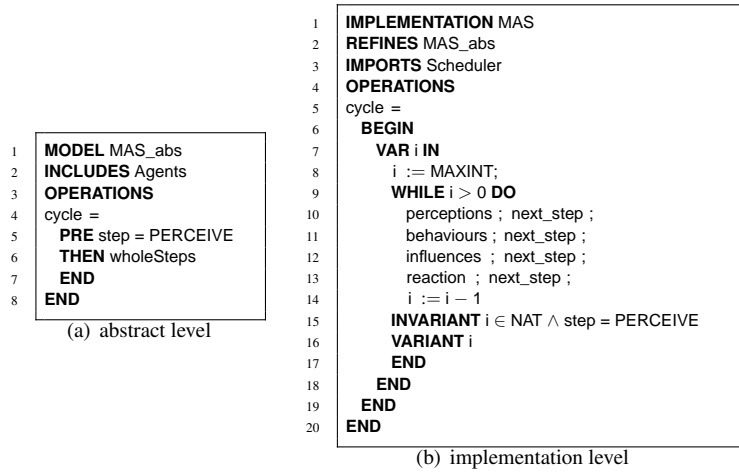 1 MODEL MAS_abs
2 INCLUDES Agents
3 OPERATIONS
4 cycle =
5 PRE step = PERCEIVE
6 THEN wholeSteps
7 END
8 END
(a) abstract level
1 IMPLEMENTATION MAS
2 REFINES MAS_abs
3 IMPORTS Scheduler
4 OPERATIONS
5 cycle =
6 BEGIN
7 VAR i IN
8 i := MAXINT;
9 WHILE i > 0 DO
10 perceptions ; next_step ;
11 behaviours ; next_step ;
12 influences ; next_step ;
13 reaction ; next_step ;
14 i := i − 1
15 INVARIANT i ∈ NAT ∧ step = PERCEIVE
16 VARIANT i
17 END
18 END
19 END
20 END
(b) implementation level